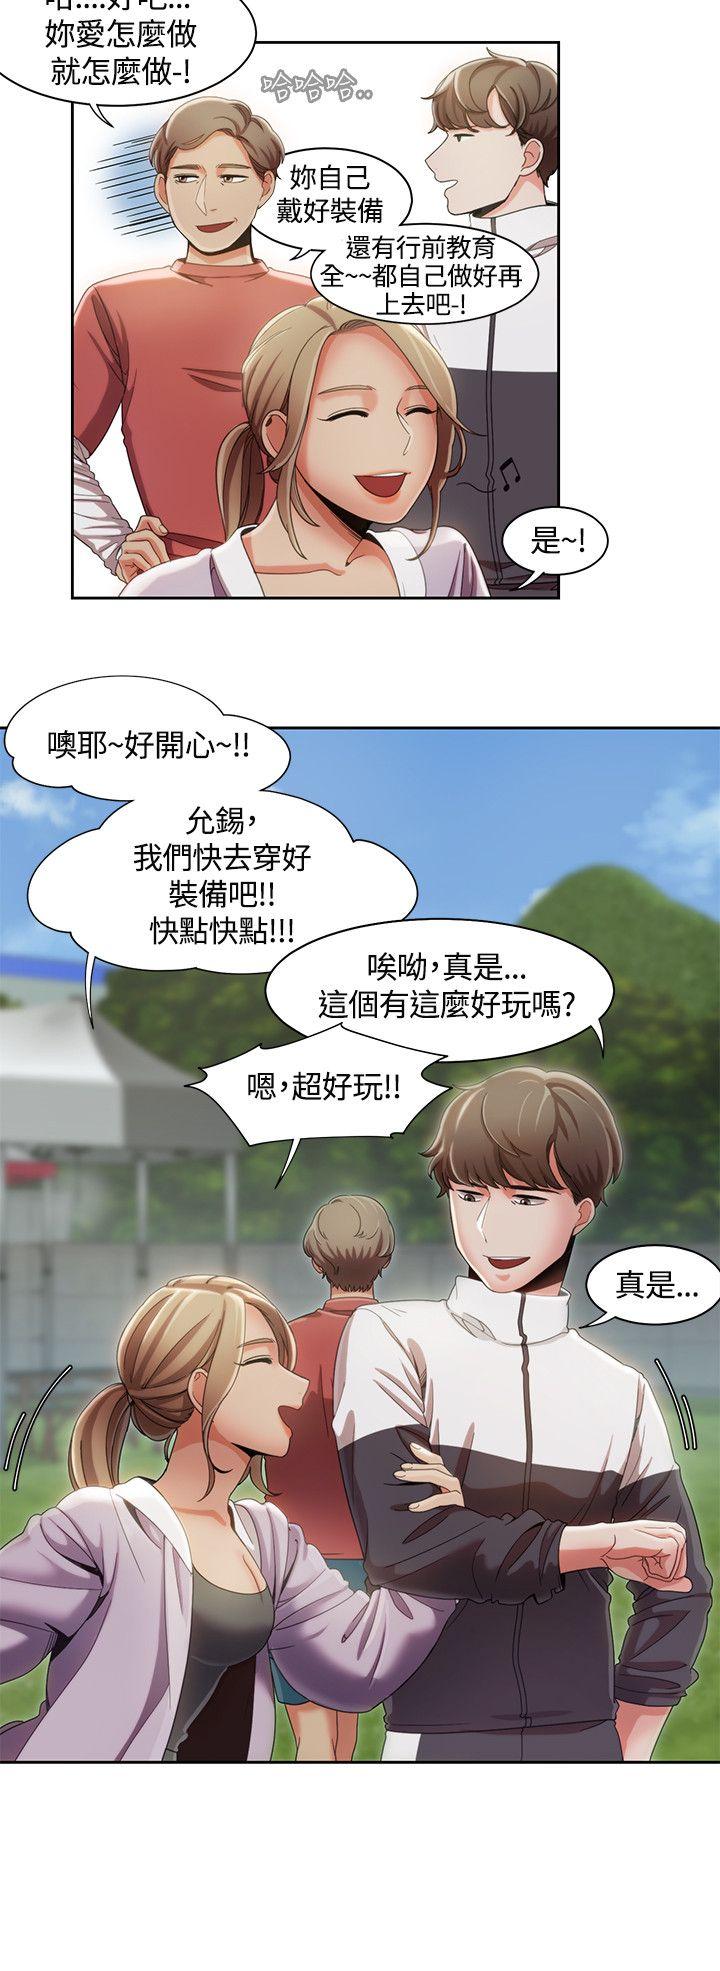 哈....好吧...
妳愛怎麼做
就怎麼做-!
哈哈哈..
妳自己
戴好裝備
還有行前教育
全~~都自己做好再
上去吧-!
是~!
噢耶~好開心~!!
允錫,
我們快去穿好
裝備吧!!
快點快點!!!
唉呦,真是...
這個有這麼好玩嗎?
嗯,超好玩!!
真是...